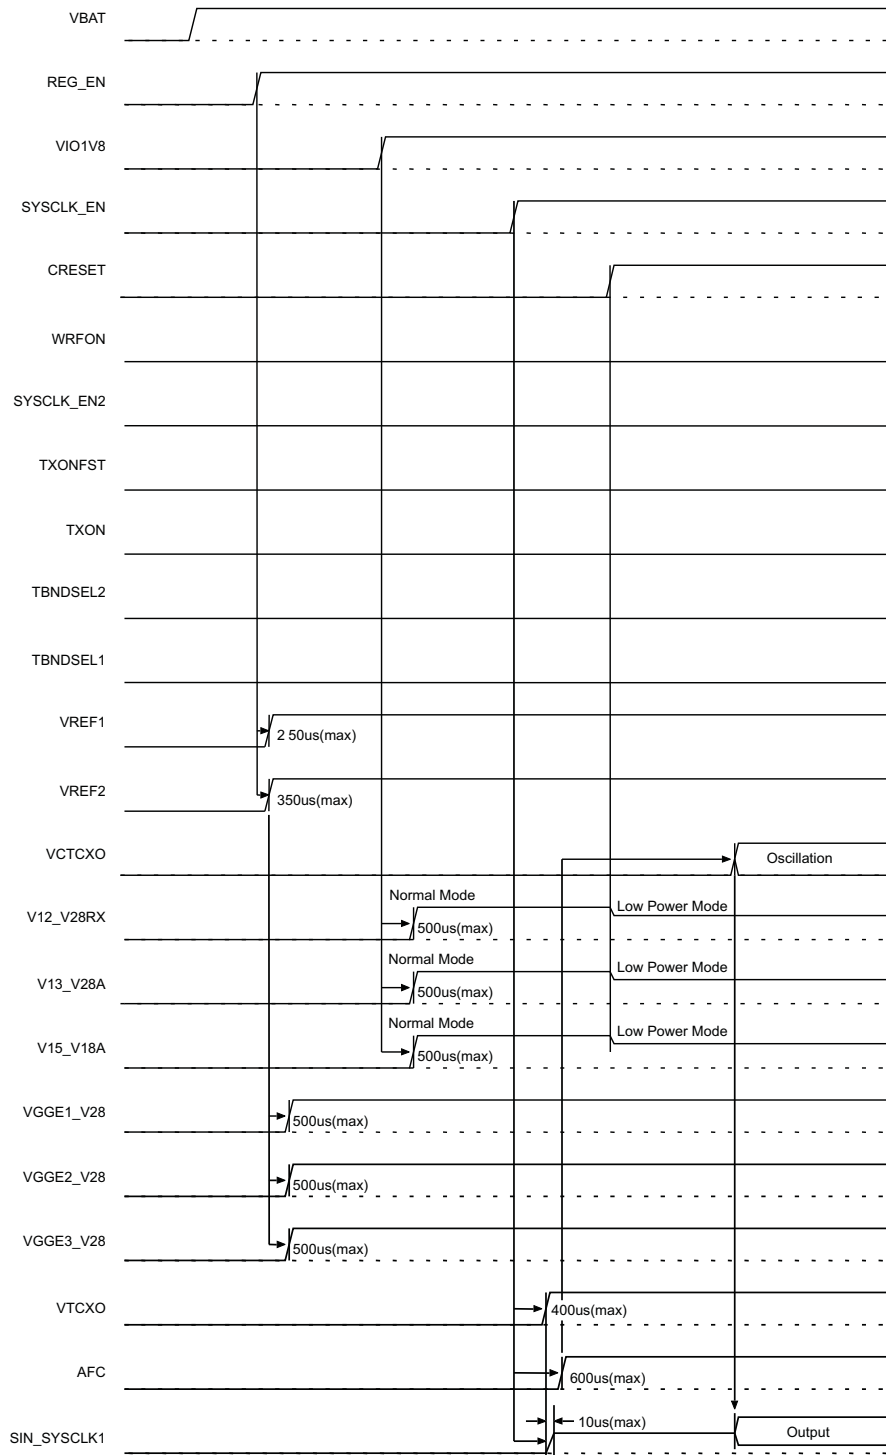 VBAT
REG_EN
VIO1V8
SYSCLK_EN
CRESET
WRFON
SYSCLK_EN2
TXONFST
TXON
TBNDSEL2
TBNDSEL1
VREF1
2 50us(max)
VREF2
350us(max)
VCTCXO
Oscillation
Normal Mode
V12_V28RX
500us(max)
Low Power Mode
Normal Mode
V13_V28A
500us(max)
Low Power Mode
Normal Mode
V15_V18A
500us(max)
Low Power Mode
VGGE1_V28
500us(max)
VGGE2_V28
500us(max)
VGGE3_V28
500us(max)
VTCXO
400us(max)
AFC
600us(max)
10us(max)
SIN_SYSCLK1
Output